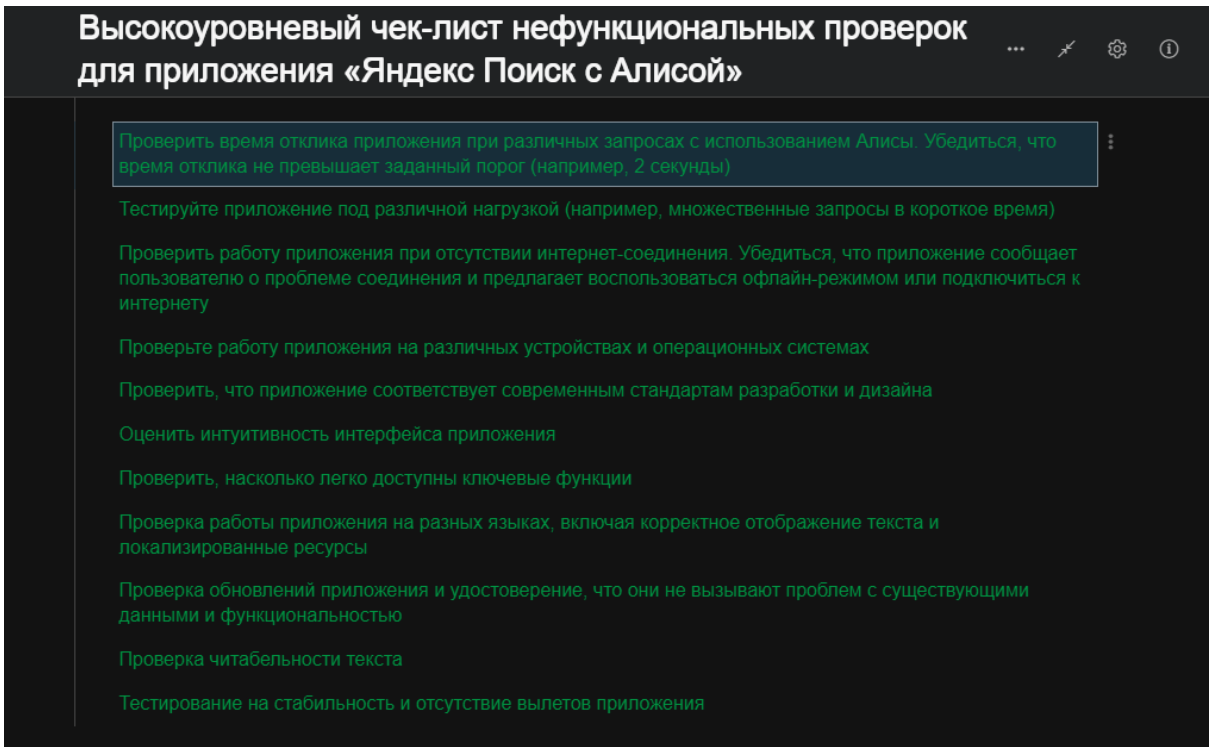 Высокоуровневый чек-лист нефункциональных проверок
для приложения «Яндекс Поиск с Алисой»
Проверить время отклика приложения при различных запросах с использованием Алисы. Убедиться, что
время отклика не превышает заданный порог (например, 2 секунды)
Тестируйте приложение под различной нагрузкой (например, множественные запросы в короткое время)
Проверить работу приложения при отсутствии интернет-соединения. Убедиться, что приложение сообщает
пользователю о проблеме соединения и предлагает воспользоваться офлайн-режимом или подключиться к
интернету
Проверьте работу приложения на различных устройствах и операционных системах
Проверить, что приложение соответствует современным стандартам разработки и дизайна
Оценить интуитивность интерфейса приложения
Проверить, насколько легко доступны ключевые функции
Проверка работы приложения на разных языках, включая корректное отображение текста и
локализированные ресурсы
Проверка обновлений приложения и удостоверение, что они не вызывают проблем с существующими
данными и функциональностью
Проверка читабельности текста
Тестирование на стабильность и отсутствие вылетов приложения